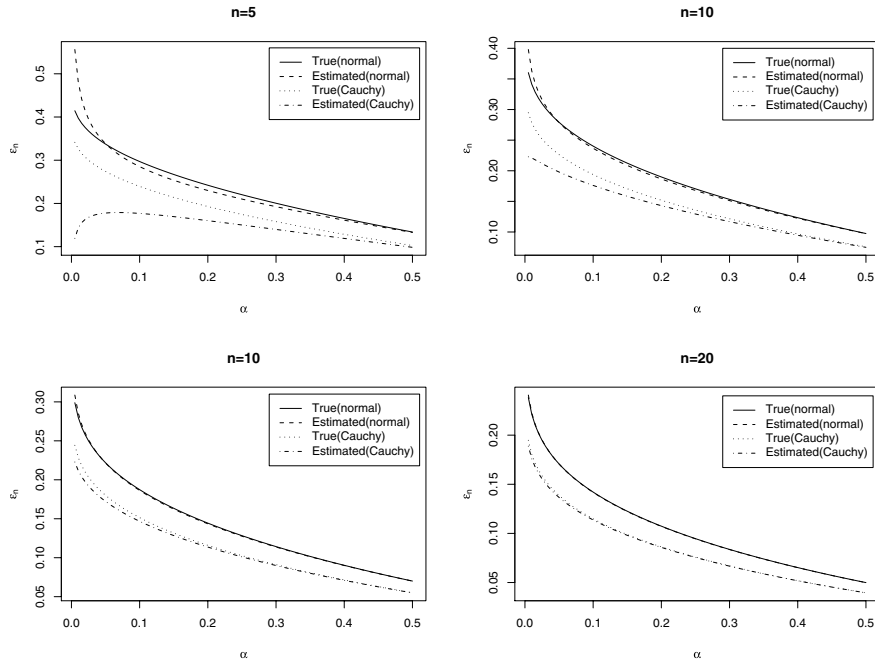 n=5
True(normal)
Estimated(normal)
True(Cauchy)
Estimated(Cauchy)
εn
0.5
0.4
0.3
0.2
0.1
0.0 0.1 0.2 0.3 0.4 0.5
α
n=10
True(normal)
Estimated(normal)
True(Cauchy)
Estimated(Cauchy)
εn
0.40
0.30
0.20
0.10
0.0 0.1 0.2 0.3 0.4 0.5
α
n=10
True(normal)
Estimated(normal)
True(Cauchy)
Estimated(Cauchy)
εn
0.30
0.25
0.20
0.15
0.10
0.05
0.0 0.1 0.2 0.3 0.4 0.5
α
n=20
True(normal)
Estimated(normal)
True(Cauchy)
Estimated(Cauchy)
εn
0.20
0.15
0.10
0.05
0.0 0.1 0.2 0.3 0.4 0.5
α